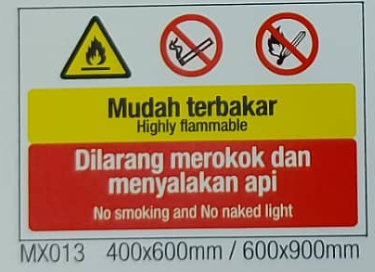 Mudah terbakar
Highly flammable
Dilarang merokok dan
menyalakan api
No smoking and No naked light
MX013 400x600mm / 600x900mm